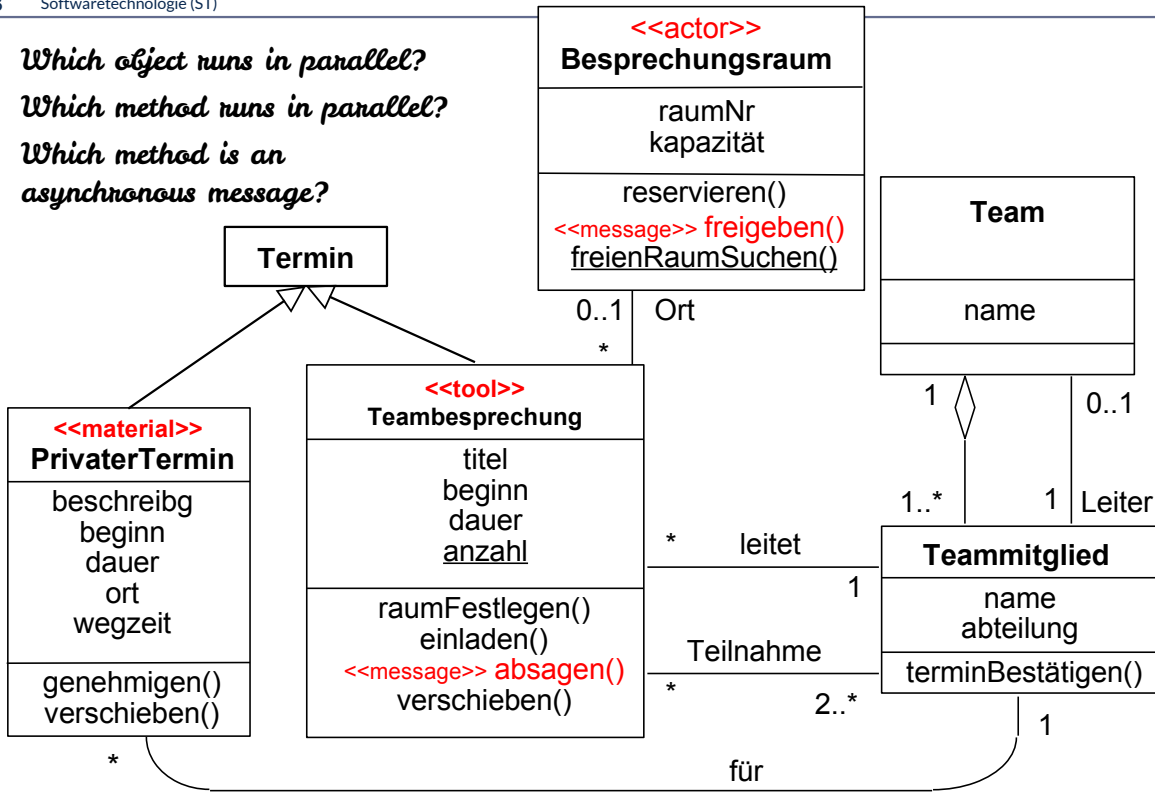 Softwaretechnologie (ST)
Which object runs in parallel?
Which method runs in parallel?
Which method is an
asynchronous message?
<<actor>>
Besprechungsraum
raumNr
kapazität
reservieren()
<<message>> freigeben()
freienRaumSuchen()
Team
name
Termin
0..1
Ort
*
<<tool>>
Teambesprechung
titel
beginn
dauer
anzahl
raumFestlegen()
einladen()
<<message>> absagen()
verschieben()
<<material>>
PrivaterTermin
beschreibg
beginn
dauer
ort
wegzeit
genehmigen()
verschieben()
1
0..1
1..*
1
Leiter
Teammitglied
name
abteilung
terminBestätigen()
*
leitet
1
Teilnahme
*
2..*
1
*
für